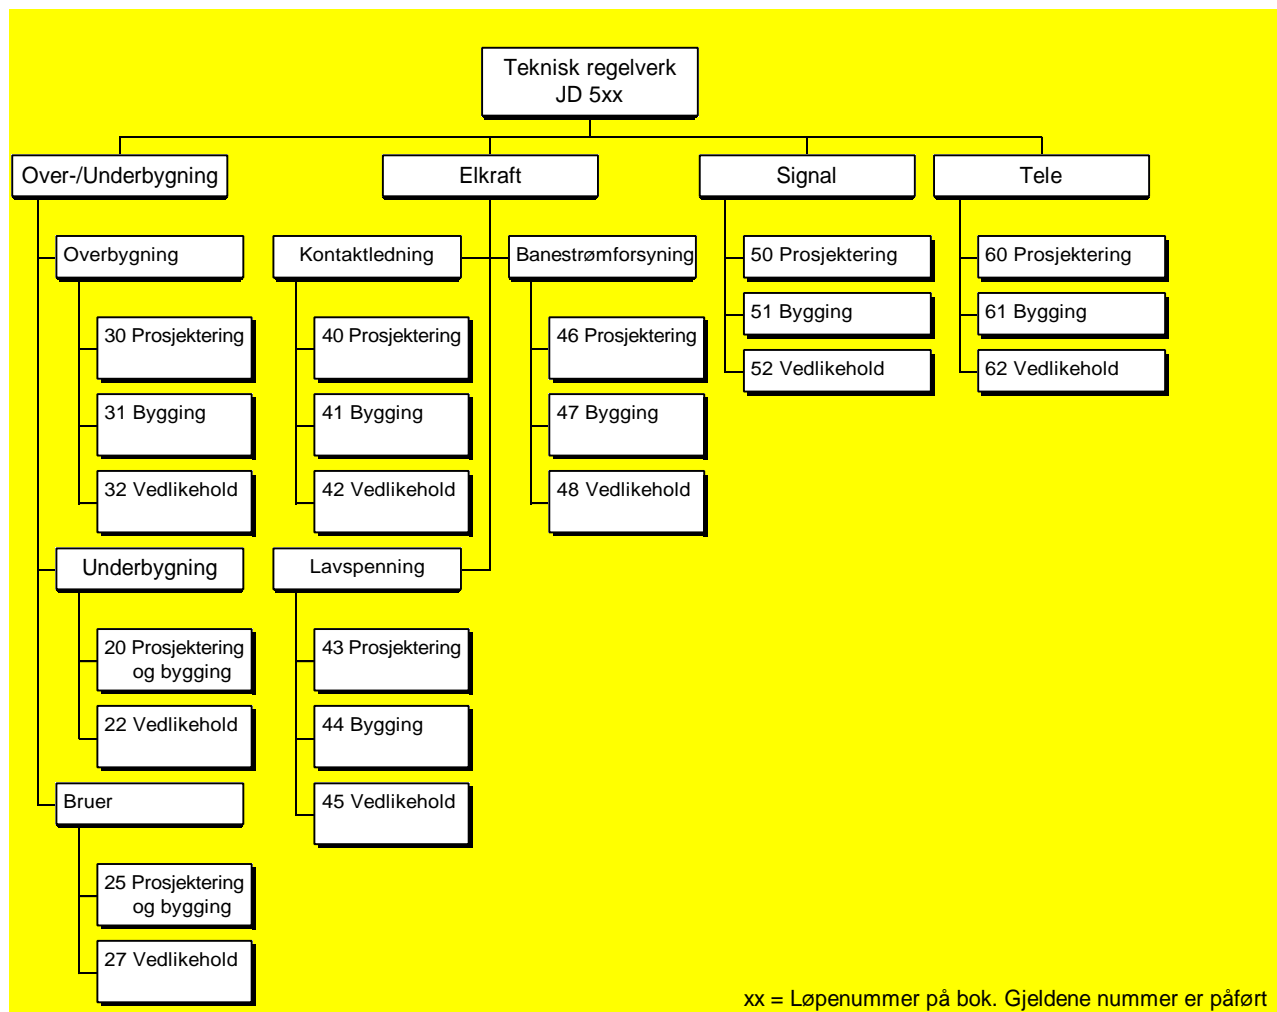 Teknisk regelverk
JD 5xx
Over-/Underbygning
Elkraft
Signal
Tele
Overbygning
Kontaktledning
Banestrømforsyning
50 Prosjektering
60 Prosjektering
51 Bygging
61 Bygging
52 Vedlikehold
62 Vedlikehold
30 Prosjektering
40 Prosjektering
46 Prosjektering
31 Bygging
41 Bygging
47 Bygging
32 Vedlikehold
42 Vedlikehold
48 Vedlikehold
Underbygning
Lavspenning
20 Prosjektering
og bygging
43 Prosjektering
22 Vedlikehold
44 Bygging
Bruer
45 Vedlikehold
25 Prosjektering
og bygging
27 Vedlikehold
xx = Løpenummer på bok. Gjeldene nummer er påført